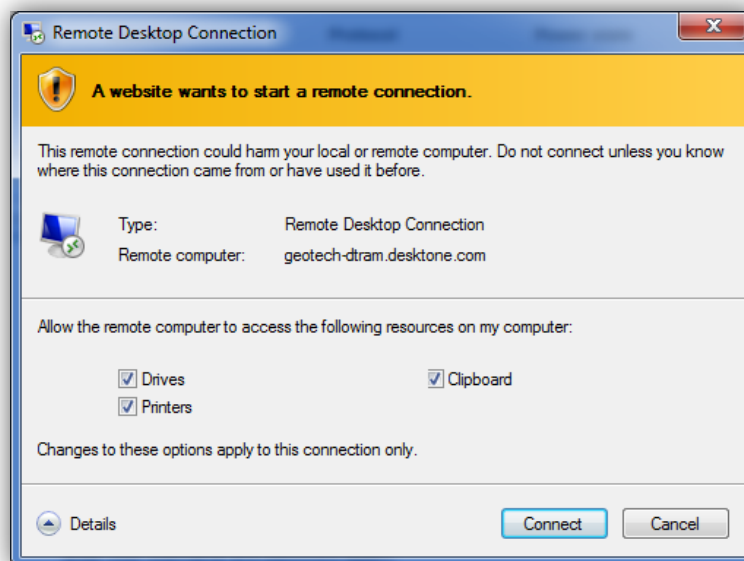 Remote Desktop Connection
A website wants to start a remote connection.
This remote connection could harm your local or remote computer. Do not connect unless you know
where this connection came from or have used it before.
Type: Remote Desktop Connection
Remote computer: geotech-dtram.desktone.com
Allow the remote computer to access the following resources on my computer:
Drives Clipboard
Printers
Changes to these options apply to this connection only.
Details Connect Cancel